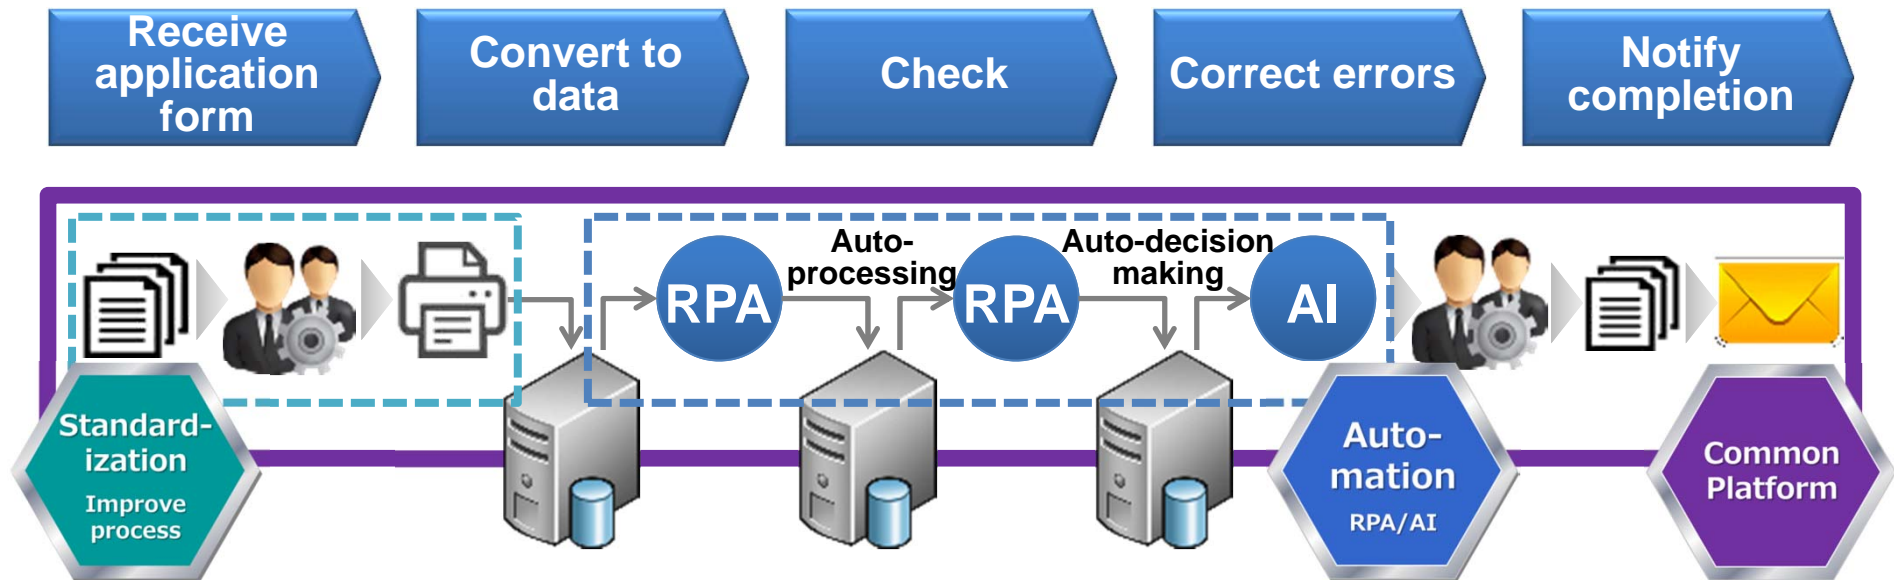 Receive
application
form
Convert to
data
Check
Correct errors
Notify
completion
RPA
Auto-
processing
RPA
Auto-decision
making
AI
Standard-
ization
Improve
process
Auto-
mation
RPA/AI
Common
Platform